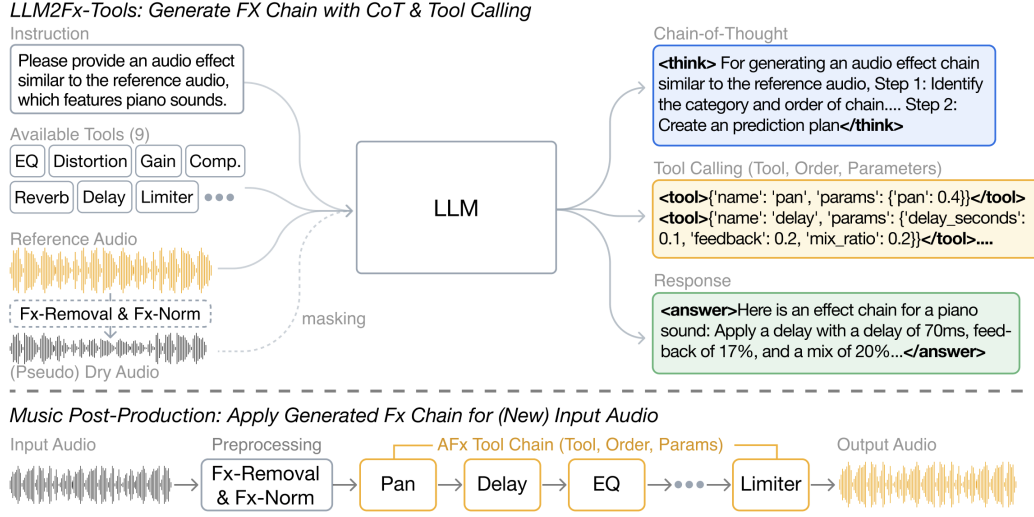 LLM2Fx-Tools: Generate FX Chain with CoT & Tool Calling
Instruction
Please provide an audio effect
similar to the reference audio,
which features piano sounds.
Available Tools (9)
EQ Distortion Gain Comp.
Reverb Delay Limiter
Reference Audio
Fx-Removal & Fx-Norm
(Pseudo) Dry Audio
masking
LLM
Chain-of-Thought
<think> For generating an audio effect chain
similar to the reference audio, Step 1: Identify
the category and order of chain.... Step 2:
Create an prediction plan</think>
Tool Calling (Tool, Order, Parameters)
<tool>{'name': 'pan', 'params': {'pan': 0.4}}</tool>
<tool>{'name': 'delay', 'params': {'delay_seconds':
0.1, 'feedback': 0.2, 'mix_ratio': 0.2}}</tool>....
Response
<answer>Here is an effect chain for a piano
sound: Apply a delay with a delay of 70ms, feed-
back of 17%, and a mix of 20%...</answer>
Music Post-Production: Apply Generated Fx Chain for (New) Input Audio
Input Audio
Preprocessing
Fx-Removal
& Fx-Norm
AFx Tool Chain (Tool, Order, Params)
Pan
Delay
EQ
Limiter
Output Audio